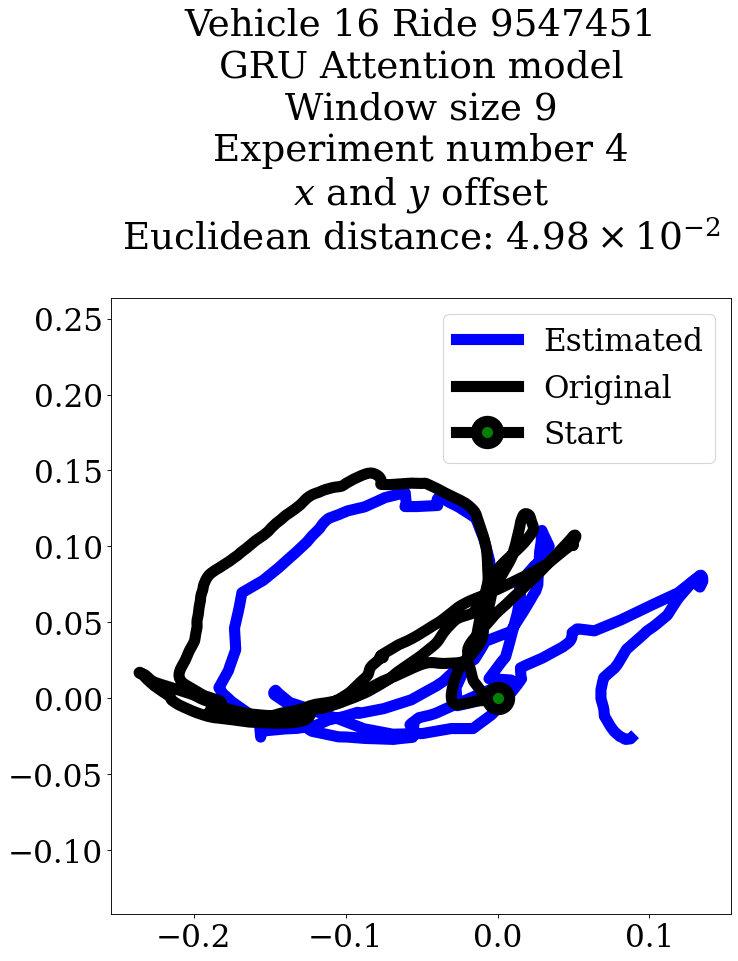 Vehicle 16 Ride 9547451
GRU Attention model
Window size 9
Experiment number 4
x and y offset
Euclidean distance: 4.98 × 10⁻²
Estimated
Original
Start
0.25
0.20
0.15
0.10
0.05
0.00
−0.05
−0.10
−0.2
−0.1
0.0
0.1